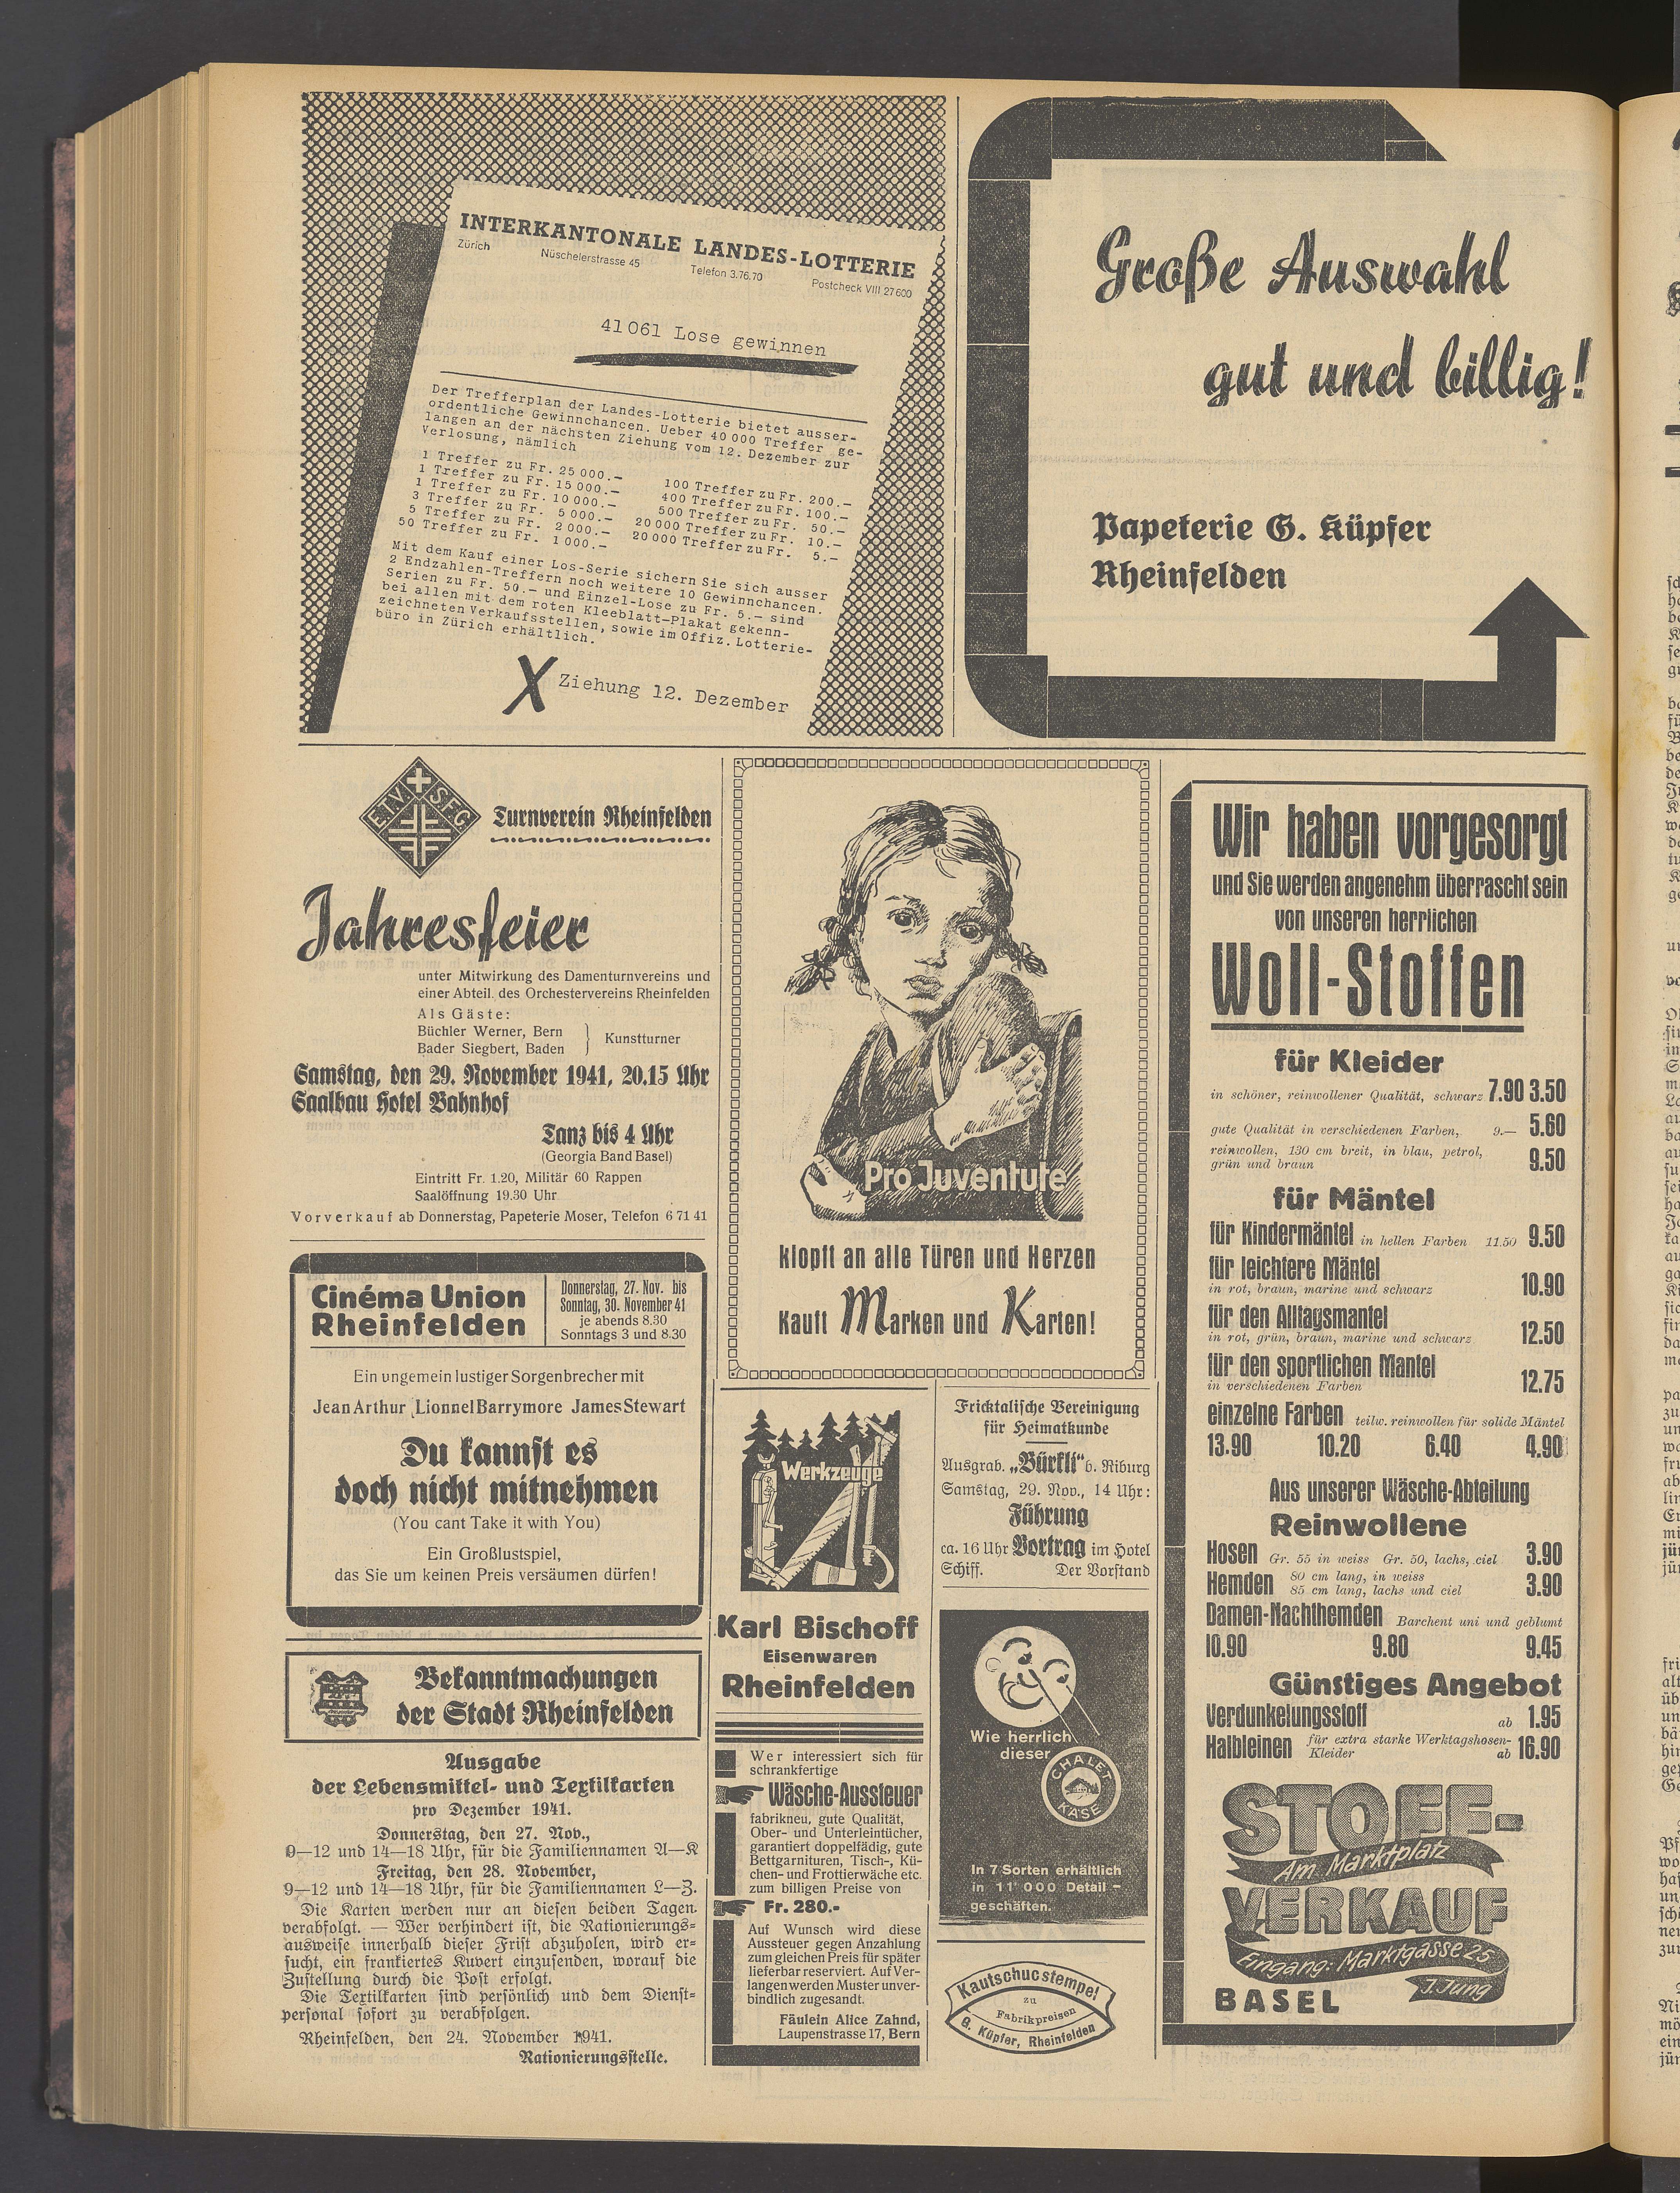 INTERKANTONALE LANDES-LOTTERIE
Zürich Nüschelerstrasse 45 Telefon 3.76.70 Postcheck VIII 27600
41061 Lose gewinnen
Der Trefferplan der Landes-Lotterie bietet ausser-
ordentliche Gewinnchancen. Ueber 40 000 Treffer ge-
langen an der nächsten Ziehung vom 12. Dezember zur
Verlosung, nämlich
1 Treffer zu Fr. 25 000.–
1 Treffer zu Fr. 15 000.–
1 Treffer zu Fr. 10 000.–
3 Treffer zu Fr. 5 000.–
5 Treffer zu Fr. 2 000.–
50 Treffer zu Fr. 1 000.–
100 Treffer zu Fr. 200.–
400 Treffer zu Fr. 100.–
500 Treffer zu Fr. 50.–
20 000 Treffer zu Fr. 10.–
20 000 Treffer zu Fr. 5.–
Mit dem Kauf einer Los-Serie sichern Sie sich ausser
2 Endzahlen-Treffern noch weitere 10 Gewinnchancen.
Serien zu Fr. 50.– und Einzel-Lose zu Fr. 5.– sind
bei allen mit dem roten Kleeblatt-Plakat gekenn-
zeichneten Verkaufsstellen, sowie im Offiz. Lotterie-
büro in Zürich erhältlich.
X Ziehung 12. Dezember
Große Auswahl
gut und billig!
Papeterie G. Küpfer
Rheinfelden
E.T.V. S.F.G.
Turnverein Rheinfelden
Jahresfeier
unter Mitwirkung des Damenturnvereins und
einer Abteil. des Orchestervereins Rheinfelden
Als Gäste:
Büchler Werner, Bern
Bader Siegbert, Baden } Kunstturner
Samstag, den 29. November 1941, 20.15 Uhr
Saalbau Hotel Bahnhof
Tanz bis 4 Uhr
(Georgia Band Basel)
Eintritt Fr. 1.20, Militär 60 Rappen
Saalöffnung 19.30 Uhr
Vorverkauf ab Donnerstag, Papeterie Moser, Telefon 6 71 41
Cinéma Union
Rheinfelden
Donnerstag, 27. Nov. bis
Sonntag, 30. November 41
je abends 8.30
Sonntags 3 und 8.30
Ein ungemein lustiger Sorgenbrecher mit
Jean Arthur Lionnel Barrymore James Stewart
Du kannst es
doch nicht mitnehmen
(You cant Take it with You)
Ein Großlustspiel,
das Sie um keinen Preis versäumen dürfen!
Bekanntmachungen
der Stadt Rheinfelden
Ausgabe
der Lebensmittel- und Textilkarten
pro Dezember 1941.
Donnerstag, den 27. Nov.,
9—12 und 14—18 Uhr, für die Familiennamen A—K
Freitag, den 28. November,
9—12 und 14—18 Uhr, für die Familiennamen L—Z.
Die Karten werden nur an diesen beiden Tagen
verabfolgt. — Wer verhindert ist, die Rationierungs-
ausweise innerhalb dieser Frist abzuholen, wird er-
sucht, ein frankiertes Kuvert einzusenden, worauf die
Zustellung durch die Post erfolgt.
Die Textilkarten sind persönlich und dem Dienst-
personal sofort zu verabfolgen.
Rheinfelden, den 24. November 1941.
Rationierungsstelle.
Pro Juventute
klopft an alle Türen und Herzen
Kauft Marken und Karten!
Werkzeuge
Karl Bischoff
Eisenwaren
Rheinfelden
Wer interessiert sich für
schrankfertige
Wäsche-Aussteuer
fabrikneu, gute Qualität,
Ober- und Unterleintücher,
garantiert doppelfädig, gute
Bettgarnituren, Tisch-, Kü-
chen- und Frottierwäche etc.
zum billigen Preise von
Fr. 280.-
Auf Wunsch wird diese
Aussteuer gegen Anzahlung
zum gleichen Preis für später
lieferbar reserviert. Auf Ver-
langen werden Muster unver-
bindlich zugesandt.
Fäulein Alice Zahnd,
Laupenstrasse 17, Bern
Fricktalische Vereinigung
für Heimatkunde
Ausgrab. „Bürkli“ b. Riburg
Samstag, 29. Nov., 14 Uhr:
Führung
ca. 16 Uhr Vortrag im Hotel
Schiff. Der Vorstand
Wie herrlich
dieser
CHALET
KÄSE
In 7 Sorten erhältlich
in 11'000 Detail-
geschäften.
Kautschucstempel
zu
Fabrikpreisen
G. Küpfer, Rheinfelden
Wir haben vorgesorgt
und Sie werden angenehm überrascht sein
von unseren herrlichen
Woll-Stoffen
für Kleider
in schöner, reinwollener Qualität, schwarz 7.90 3.50
gute Qualität in verschiedenen Farben, 9.— 5.60
reinwollen, 130 cm breit, in blau, petrol,
grün und braun 9.50
für Mäntel
für Kindermäntel in hellen Farben 11.50 9.50
für leichtere Mäntel
in rot, braun, marine und schwarz 10.90
für den Alltagsmantel
in rot, grün, braun, marine und schwarz 12.50
für den sportlichen Mantel
in verschiedenen Farben 12.75
einzelne Farben teilw. reinwollen für solide Mäntel
13.90 10.20 6.40 4.90
Aus unserer Wäsche-Abteilung
Reinwollene
Hosen Gr. 55 in weiss Gr. 50, lachs, ciel 3.90
Hemden 80 cm lang, in weiss
85 cm lang, lachs und ciel 3.90
Damen-Nachthemden Barchent uni und geblumt
10.90 9.80 9.45
Günstiges Angebot
Verdunkelungsstoff ab 1.95
Halbleinen für extra starke Werktagshosen-
Kleider ab 16.90
STOFF-
Am Marktplatz
VERKAUF
Eingang: Marktgasse 25
J. Jung
BASEL